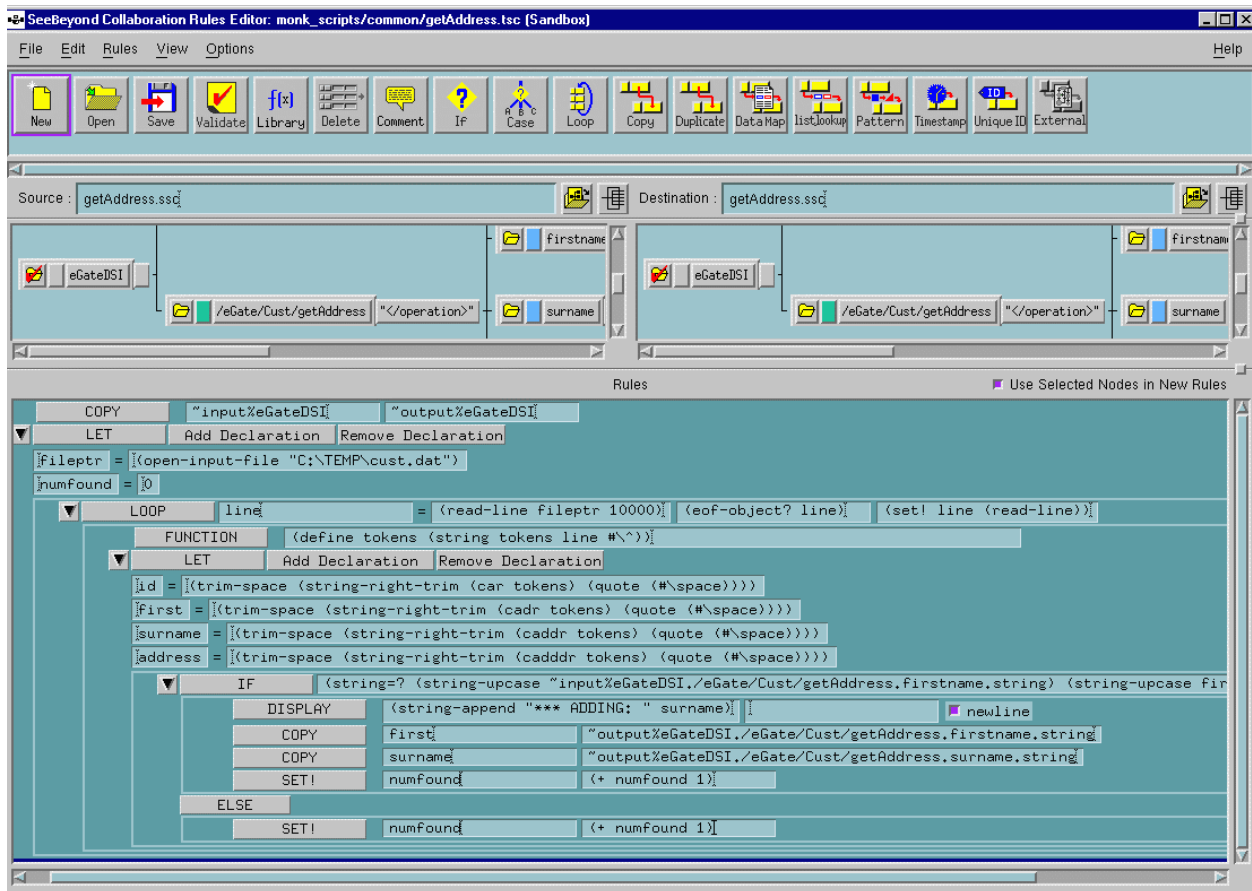 SeeBeyond Collaboration Rules Editor: monk_scripts/common/getAddress.tsc (Sandbox)
File Edit Rules View Options Help
New Open Save Validate Library Delete Comment If Case Loop Copy Duplicate Data Map list lookup Pattern Timestamp Unique ID External
Source : getAddress.ssc Destination : getAddress.ssc
firstname firstnam
eGateDSI eGateDSI
/eGate/Cust/getAddress "</operation>" surname /eGate/Cust/getAddress "</operation>" surname
Rules Use Selected Nodes in New Rules
COPY ~input%eGateDSI ~output%eGateDSI
LET Add Declaration Remove Declaration
fileptr = (open-input-file "C:\TEMP\cust.dat")
numfound = 0
LOOP line = (read-line fileptr 10000) (eof-object? line) (set! line (read-line))
FUNCTION (define tokens (string tokens line #\^))
LET Add Declaration Remove Declaration
id = (trim-space (string-right-trim (car tokens) (quote (#\space))))
first = (trim-space (string-right-trim (cadr tokens) (quote (#\space))))
surname = (trim-space (string-right-trim (caddr tokens) (quote (#\space))))
address = (trim-space (string-right-trim (cadddr tokens) (quote (#\space))))
IF (string=? (string-upcase ~input%eGateDSI./eGate/Cust/getAddress.firstname.string) (string-upcase fir
DISPLAY (string-append "*** ADDING: " surname) newline
COPY first ~output%eGateDSI./eGate/Cust/getAddress.firstname.string
COPY surname ~output%eGateDSI./eGate/Cust/getAddress.surname.string
SET! numfound (+ numfound 1)
ELSE
SET! numfound (+ numfound 1)